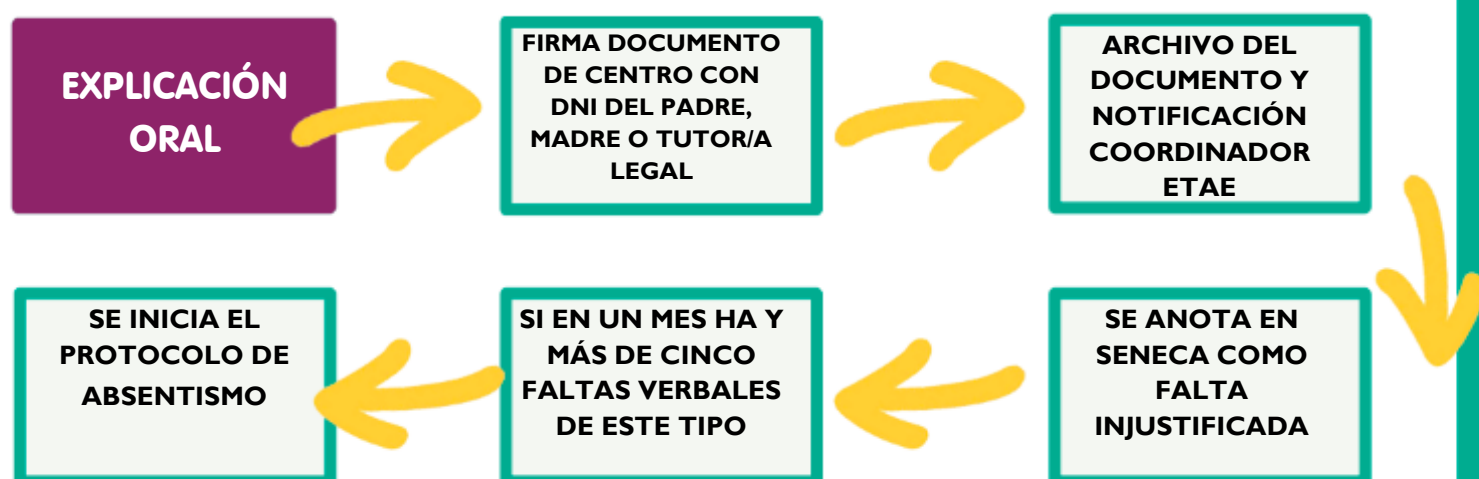 EXPLICACIÓN
ORAL
FIRMA DOCUMENTO
DE CENTRO CON
DNI DEL PADRE,
MADRE O TUTOR/A
LEGAL
ARCHIVO DEL
DOCUMENTO Y
NOTIFICACIÓN
COORDINADOR
ETAE
SE ANOTA EN
SENECA COMO
FALTA
INJUSTIFICADA
SI EN UN MES HA Y
MÁS DE CINCO
FALTAS VERBALES
DE ESTE TIPO
SE INICIA EL
PROTOCOLO DE
ABSENTISMO